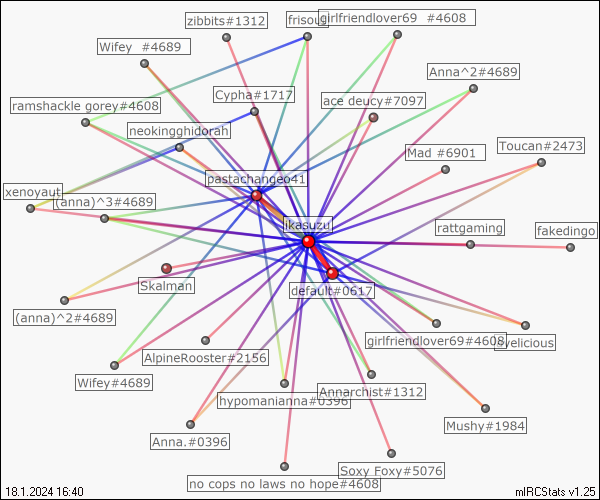 zibbits#1312
frisou
girlfriendlover69 #4608
Wifey #4689
Anna^2#4689
Cypha#1717
ace deucy#7097
ramshackle gorey#4608
neokingghidorah
Toucan#2473
Mad #6901
pastachangeo41
xenoyaut
(anna)^3#4689
ikasuzu
rattgaming
fakedingo
Skalman
default#0617
(anna)^2#4689
girlfriendlover69#4608
AlpineRooster#2156
Wifey#4689
Annarchist#1312
hypomanianna#0396
Mushy#1984
Anna.#0396
Soxy Foxy#5076
no cops no laws no hope#4608
18.1.2024 16:40
mIRCStats v1.25